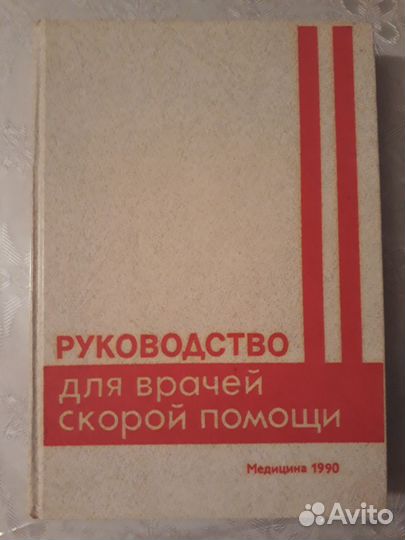 РУКОВОДСТВО
для врачей
скорой помощи
Медицина 1990
Avito